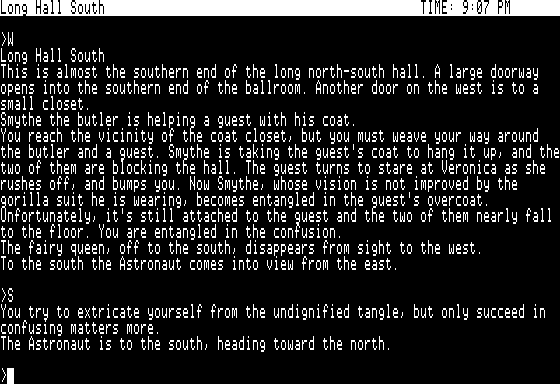 Long Hall South TIME: 9:07 PM
>W
Long Hall South
This is almost the southern end of the long north-south hall. A large doorway
opens into the southern end of the ballroom. Another door on the west is to a
small closet.
Smythe the butler is helping a guest with his coat.
You reach the vicinity of the coat closet, but you must weave your way around
the butler and a guest. Smythe is taking the guest's coat to hang it up, and the
two of them are blocking the hall. The guest turns to stare at Veronica as she
rushes off, and bumps you. Now Smythe, whose vision is not improved by the
gorilla suit he is wearing, becomes entangled in the guest's overcoat.
Unfortunately, it's still attached to the guest and the two of them nearly fall
to the floor. You are entangled in the confusion.
The fairy queen, off to the south, disappears from sight to the west.
To the south the Astronaut comes into view from the east.
>S
You try to extricate yourself from the undignified tangle, but only succeed in
confusing matters more.
The Astronaut is to the south, heading toward the north.
>